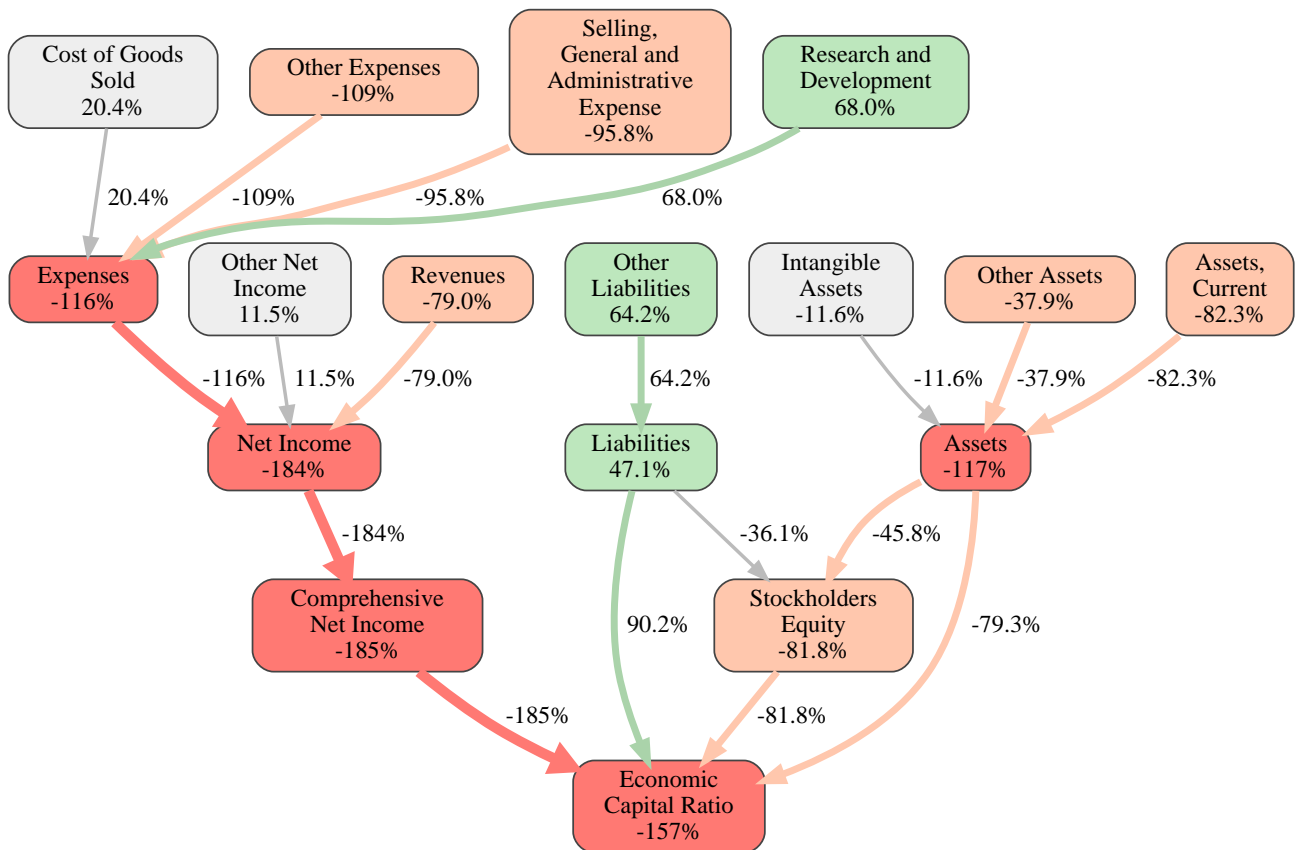 Cost of Goods
Sold
20.4%
Other Expenses
-109%
Selling,
General and
Administrative
Expense
-95.8%
Research and
Development
68.0%
20.4%
-109%
-95.8%
68.0%
Expenses
-116%
Other Net
Income
11.5%
Revenues
-79.0%
Other
Liabilities
64.2%
Intangible
Assets
-11.6%
Other Assets
-37.9%
Assets,
Current
-82.3%
-116%
11.5%
-79.0%
64.2%
-11.6%
-37.9%
-82.3%
Net Income
-184%
Liabilities
47.1%
Assets
-117%
-184%
-36.1%
-45.8%
Comprehensive
Net Income
-185%
90.2%
Stockholders
Equity
-81.8%
-79.3%
-185%
-81.8%
Economic
Capital Ratio
-157%